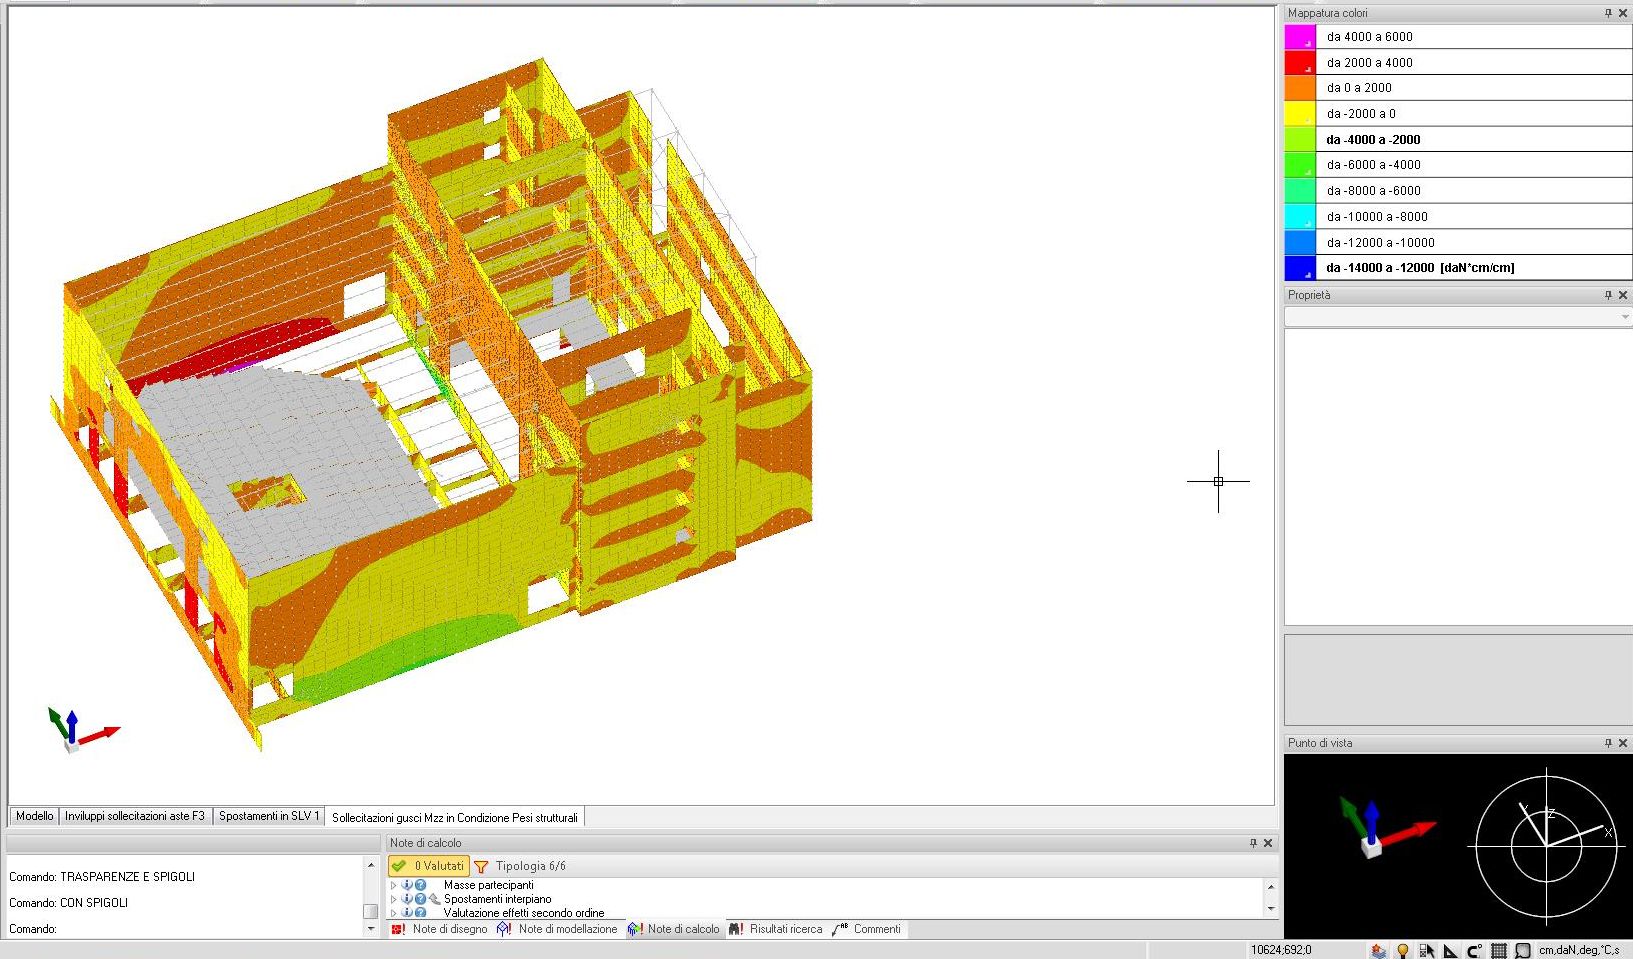 Mappatura colori
da 4000 a 6000
da 2000 a 4000
da 0 a 2000
da -2000 a 0
da -4000 a -2000
da -6000 a -4000
da -8000 a -6000
da -10000 a -8000
da -12000 a -10000
da -14000 a -12000 [daN*cm/cm]
Proprietà
Punto di vista
Y Z X
Modello Inviluppi sollecitazioni aste F3 Spostamenti in SLV 1 Sollecitazioni gusci Mzz in Condizione Pesi strutturali
Comando: TRASPARENZE E SPIGOLI
Comando: CON SPIGOLI
Comando:
Note di calcolo
0 Valutati Tipologia 6/6
Masse partecipanti
Spostamenti interpiano
Valutazione effetti secondo ordine
Note di disegno Note di modellazione Note di calcolo Risultati ricerca Commenti
10624;692;0 cm,daN,deg,°C,s